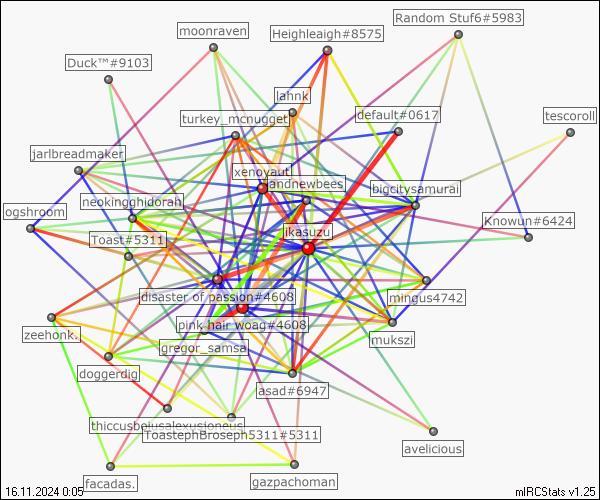 Random Stuf6#5983
moonraven
Heighleigh#8575
Duck™#9103
lahnk
turkey_mcnugget
default#0617
tescoroll
jarlbreadmaker
xenoyaut
andnewbees
bigcitysamurai
neokingghidorah
ogshroom
Knowun#6424
ikasuzu
Toast#5311
disaster of passion#4608
mingus4742
pink hair woag#4608
zeehonk.
mukszi
gregor_samsa
doggerdig
asad#6947
thiccusbojusalexusioneus
ToastephBroseph5311#5311
avelicious
facadas.
gazpachoman
16.11.2024 0:05
mIRCStats v1.25